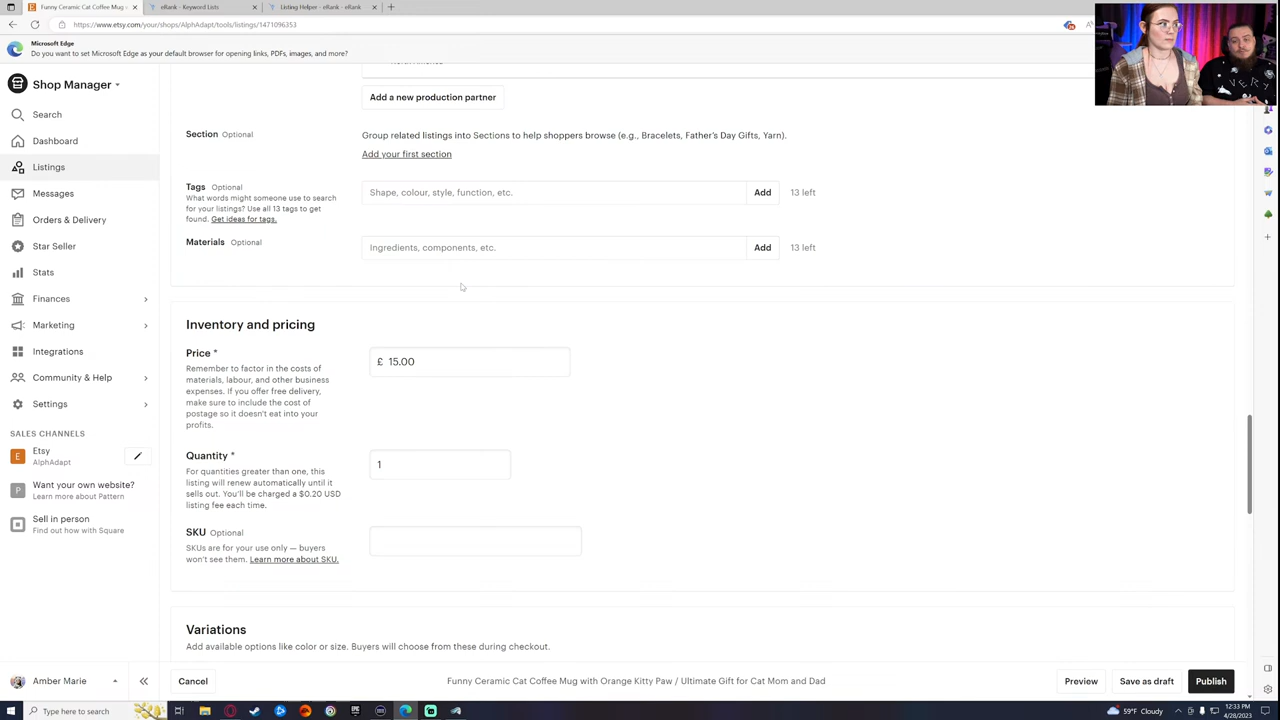 Funny Ceramic Cat Coffee Mug w
eRank - Keyword Lists
Listing Helper - eRank - eRank
https://www.etsy.com/your/shops/AlphAdapt/tools/listings/1471096353
Microsoft Edge
Do you want to set Microsoft Edge as your default browser for opening links, PDFs, images, and more?
Shop Manager
Search
Dashboard
Listings
Messages
Orders & Delivery
Star Seller
Stats
Finances
Marketing
Integrations
Community & Help
Settings
SALES CHANNELS
Etsy
AlphAdapt
Want your own website?
Learn more about Pattern
Sell in person
Find out how with Square
Amber Marie
North America
Add a new production partner
Section Optional
Group related listings into Sections to help shoppers browse (e.g., Bracelets, Father's Day Gifts, Yarn).
Add your first section
Tags Optional
What words might someone use to search
for your listings? Use all 13 tags to get
found. Get ideas for tags.
Shape, colour, style, function, etc.
Add
13 left
Materials Optional
Ingredients, components, etc.
Add
13 left
Inventory and pricing
Price *
Remember to factor in the costs of
materials, labour, and other business
expenses. If you offer free delivery,
make sure to include the cost of
postage so it doesn't eat into your
profits.
£ 15.00
Quantity *
For quantities greater than one, this
listing will renew automatically until it
sells out. You'll be charged a $0.20 USD
listing fee each time.
1
SKU Optional
SKUs are for your use only — buyers
won't see them. Learn more about SKU.
Variations
Add available options like color or size. Buyers will choose from these during checkout.
Cancel
Funny Ceramic Cat Coffee Mug with Orange Kitty Paw / Ultimate Gift for Cat Mom and Dad
Preview
Save as draft
Publish
Type here to search
59°F Cloudy
12:33 PM
4/28/2023